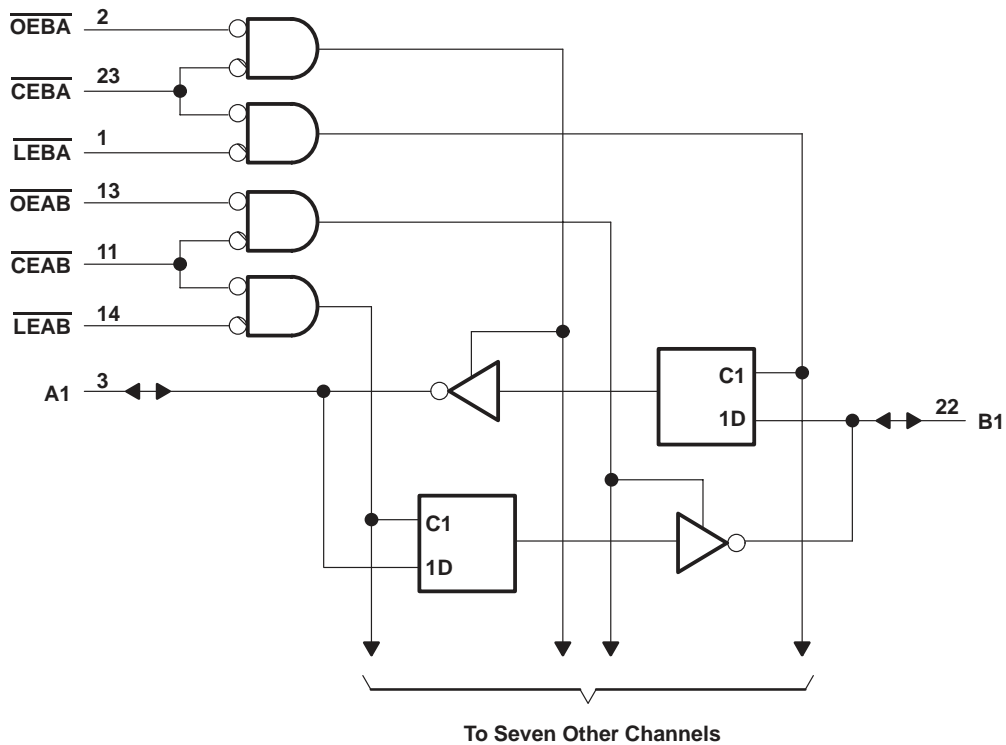 OEBA 2
CEBA 23
LEBA 1
OEAB 13
CEAB 11
LEAB 14
A1 3
C1
1D
22 B1
C1
1D
To Seven Other Channels